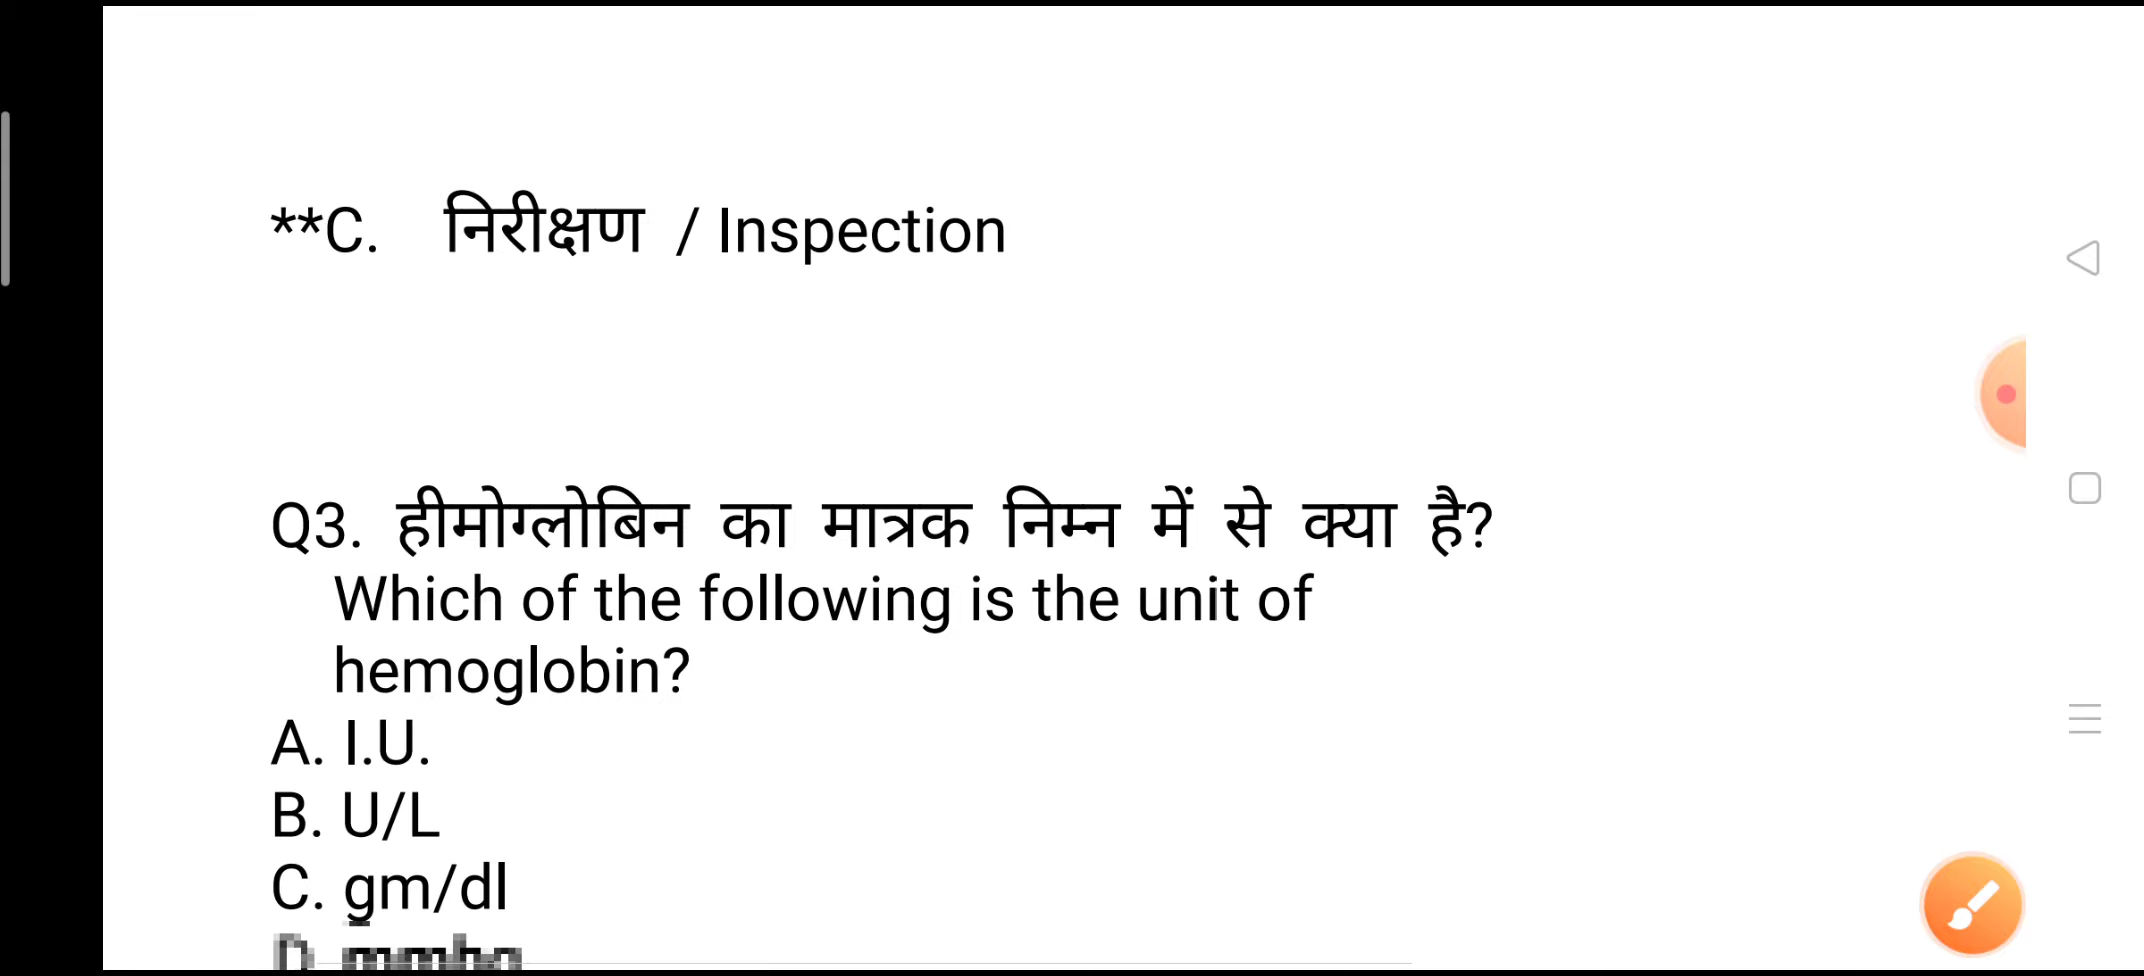 **C. निरीक्षण / Inspection
Q3. हीमोग्लोबिन का मात्रक निम्न में से क्या है?
Which of the following is the unit of
hemoglobin?
A. I.U.
B. U/L
C. gm/dl
D.